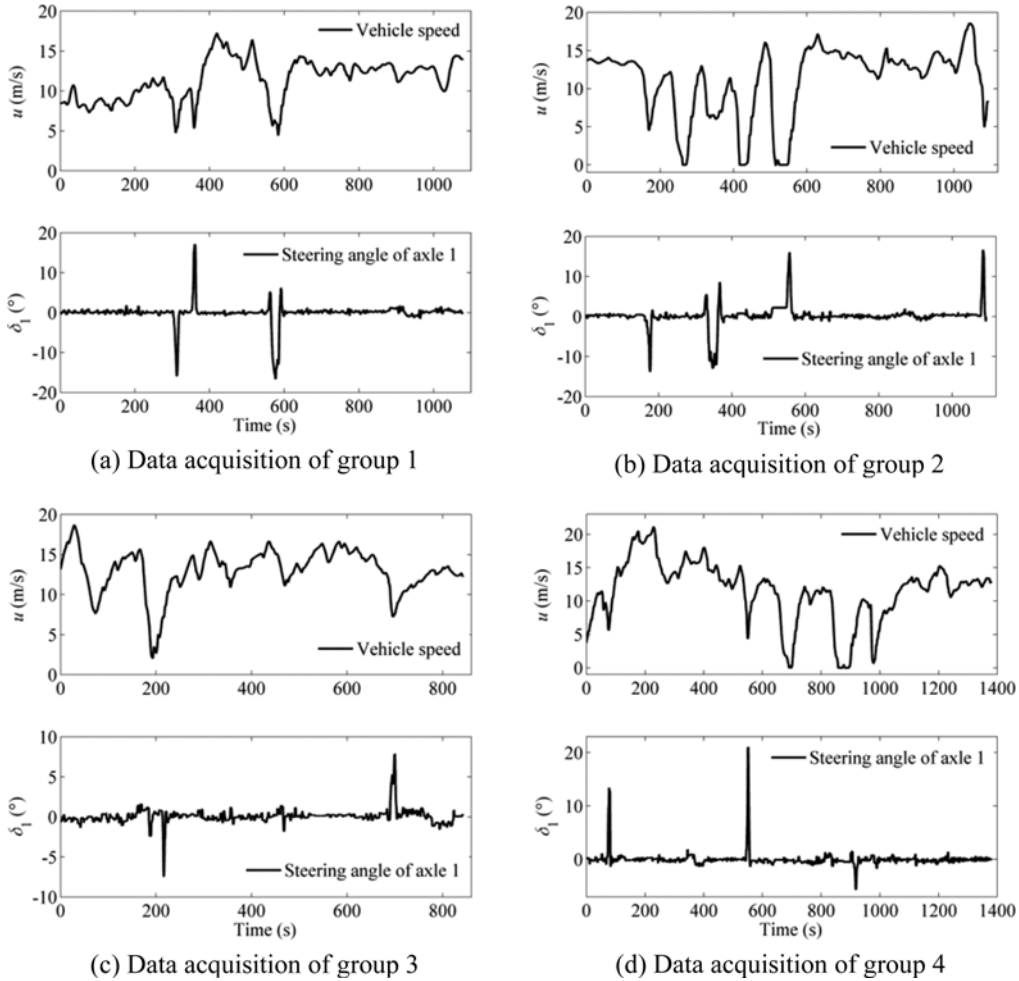 20
15
10
5
0
u (m/s)
Vehicle speed
0 200 400 600 800 1000
20
10
0
-10
-20
δ1 (°)
Steering angle of axle 1
0 200 400 600 800 1000
Time (s)
(a) Data acquisition of group 1
20
15
10
5
0
u (m/s)
Vehicle speed
0 200 400 600 800 1000
20
10
0
-10
-20
δ1 (°)
Steering angle of axle 1
0 200 400 600 800 1000
Time (s)
(b) Data acquisition of group 2
20
15
10
5
0
u (m/s)
Vehicle speed
0 200 400 600 800
10
5
0
-5
-10
δ1 (°)
Steering angle of axle 1
0 200 400 600 800
Time (s)
(c) Data acquisition of group 3
20
15
10
5
0
u (m/s)
Vehicle speed
0 200 400 600 800 1000 1200 1400
20
10
0
δ1 (°)
Steering angle of axle 1
0 200 400 600 800 1000 1200 1400
Time (s)
(d) Data acquisition of group 4